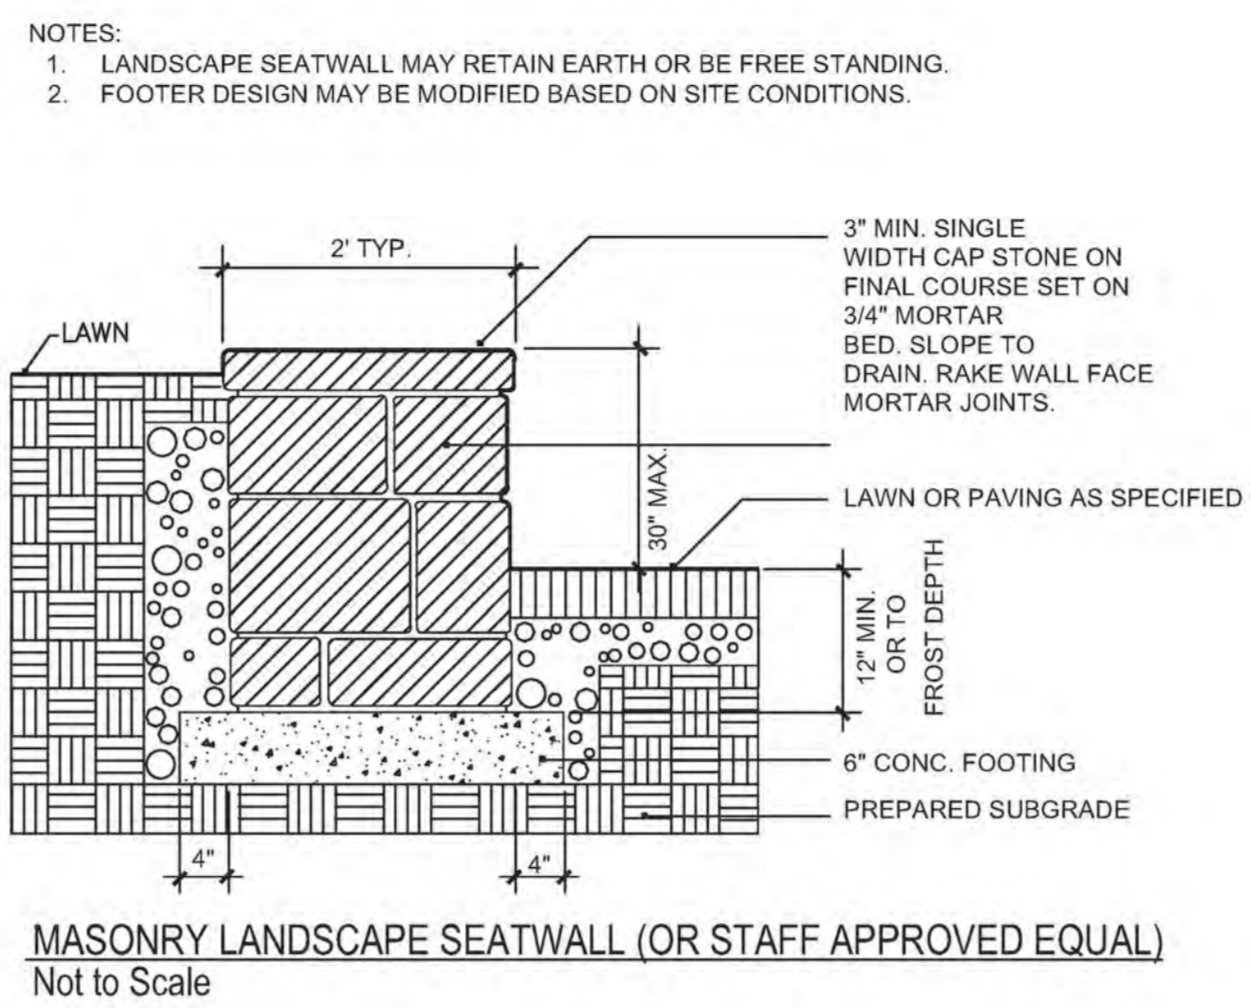 NOTES:
1. LANDSCAPE SEATWALL MAY RETAIN EARTH OR BE FREE STANDING.
2. FOOTER DESIGN MAY BE MODIFIED BASED ON SITE CONDITIONS.
2' TYP.
3" MIN. SINGLE
WIDTH CAP STONE ON
FINAL COURSE SET ON
3/4" MORTAR
BED. SLOPE TO
DRAIN. RAKE WALL FACE
MORTAR JOINTS.
LAWN
30" MAX.
LAWN OR PAVING AS SPECIFIED
12" MIN.
OR TO
FROST DEPTH
6" CONC. FOOTING
PREPARED SUBGRADE
4"
4"
MASONRY LANDSCAPE SEATWALL (OR STAFF APPROVED EQUAL)
Not to Scale